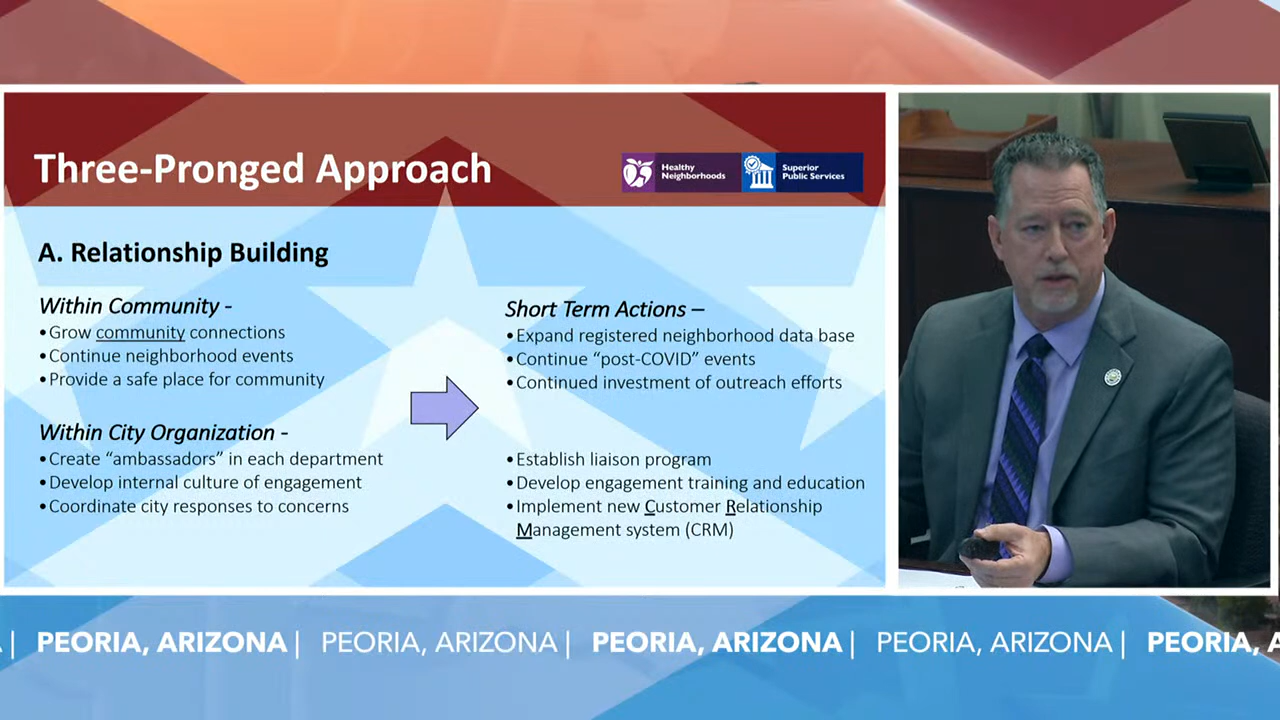 Three-Pronged Approach
Healthy
Neighborhoods
Superior
Public Services
A. Relationship Building
Within Community -
• Grow community connections
• Continue neighborhood events
• Provide a safe place for community
Within City Organization -
• Create “ambassadors” in each department
• Develop internal culture of engagement
• Coordinate city responses to concerns
Short Term Actions –
• Expand registered neighborhood data base
• Continue “post-COVID” events
• Continued investment of outreach efforts
• Establish liaison program
• Develop engagement training and education
• Implement new Customer Relationship
Management system (CRM)
| PEORIA, ARIZONA | PEORIA, ARIZONA | PEORIA, ARIZONA | PEORIA, ARIZONA | PEORIA, A